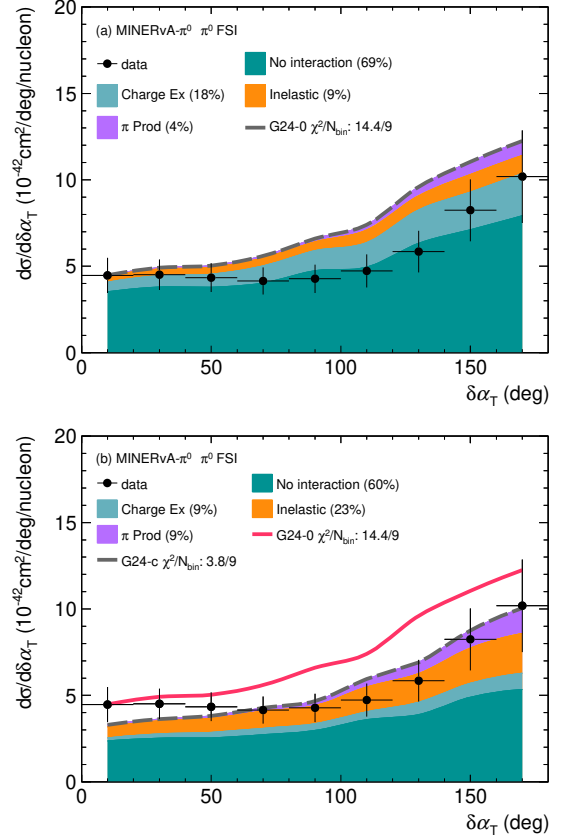 (a) MINERvA-π⁰ π⁰ FSI
data
No interaction (69%)
Charge Ex (18%)
Inelastic (9%)
π Prod (4%)
G24-0 χ²/N_bin: 14.4/9
dσ/dδα_T (10⁻⁴²cm²/deg/nucleon)
20
15
10
5
0
0 50 100 150
δα_T (deg)
(b) MINERvA-π⁰ π⁰ FSI
data
No interaction (60%)
Charge Ex (9%)
Inelastic (23%)
π Prod (9%)
G24-0 χ²/N_bin: 14.4/9
G24-c χ²/N_bin: 3.8/9
dσ/dδα_T (10⁻⁴²cm²/deg/nucleon)
20
15
10
5
0
0 50 100 150
δα_T (deg)